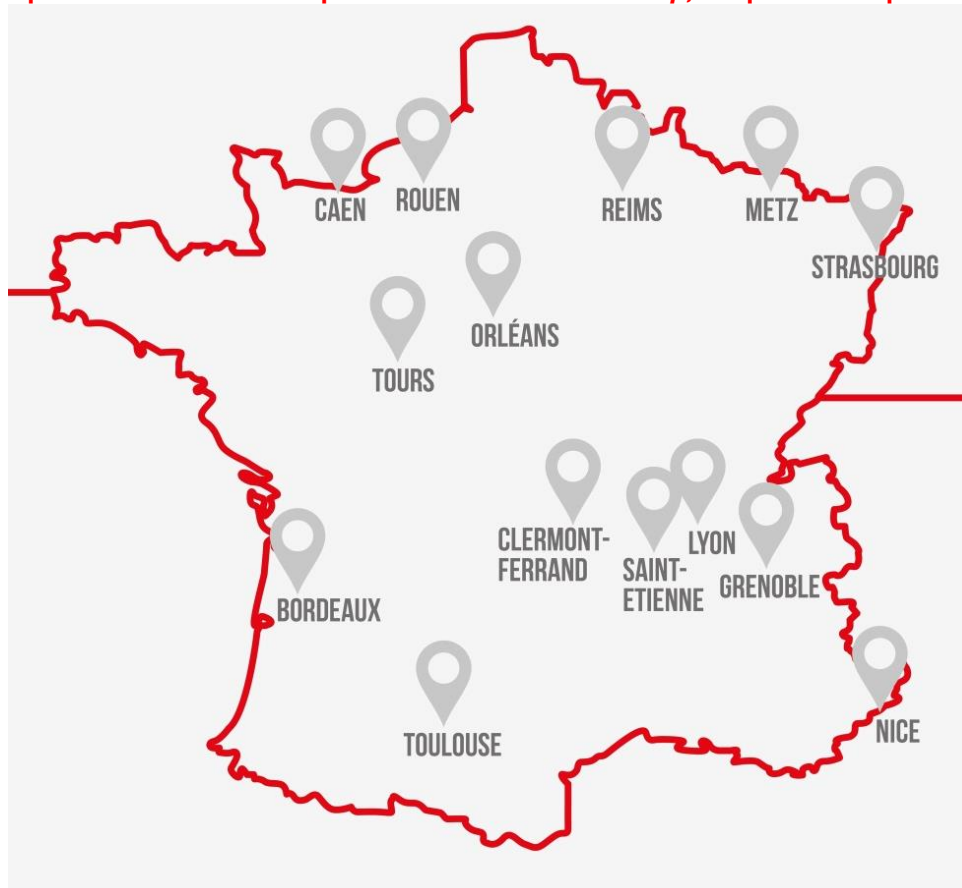 CAEN
ROUEN
REIMS
METZ
STRASBOURG
ORLÉANS
TOURS
CLERMONT-
FERRAND
SAINT-
ETIENNE
LYON
GRENOBLE
BORDEAUX
TOULOUSE
NICE